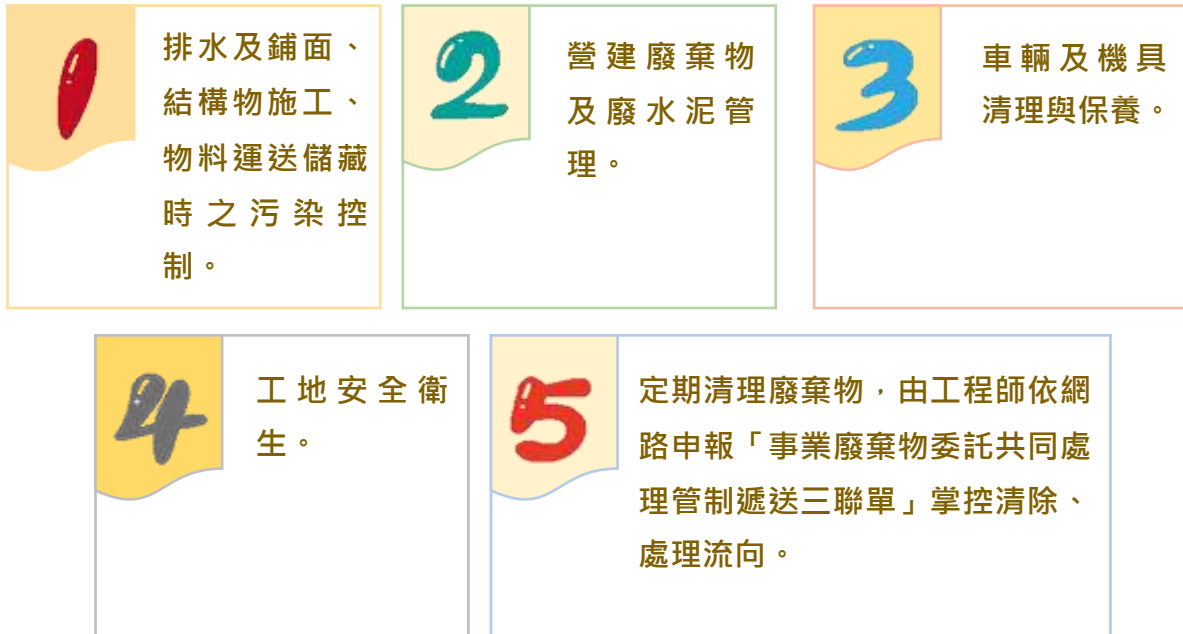 1
排水及鋪面、
結構物施工、
物料運送儲藏
時之污染控
制。
2
營建廢棄物
及廢水泥管
理。
3
車輛及機具
清理與保養。
4
工地安全衛
生。
5
定期清理廢棄物，由工程師依網
路申報「事業廢棄物委託共同處
理管制遞送三聯單」掌控清除、
處理流向。